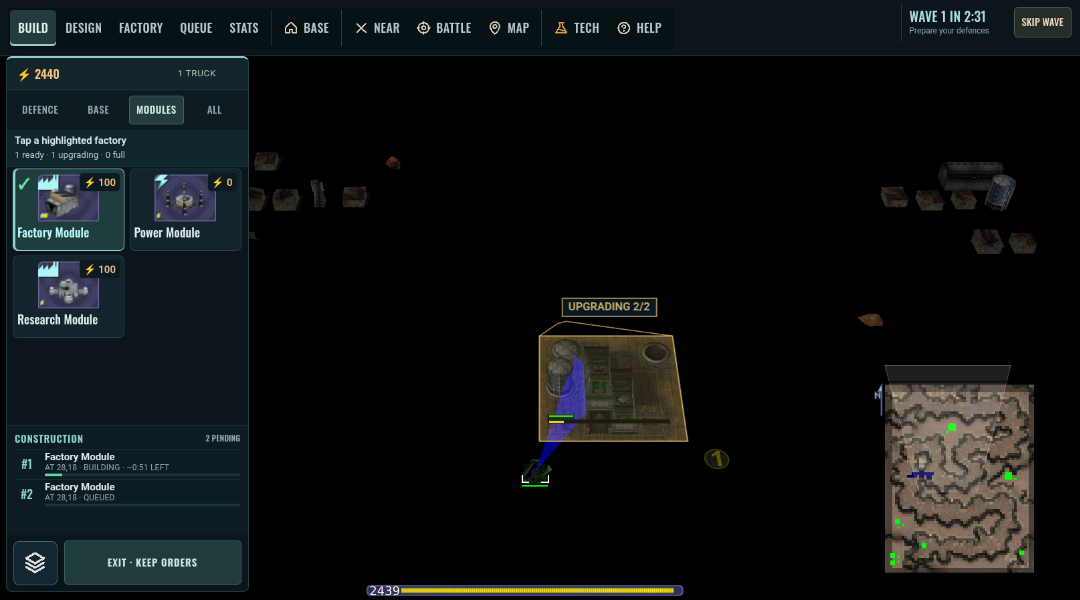 BUILD DESIGN FACTORY QUEUE STATS BASE NEAR BATTLE MAP TECH HELP
WAVE 1 IN 2:31
Prepare your defences
SKIP WAVE
2440
1 TRUCK
DEFENCE BASE MODULES ALL
Tap a highlighted factory
1 ready · 1 upgrading · 0 full
100
Factory Module
0
Power Module
100
Research Module
UPGRADING 2/2
1
N
CONSTRUCTION
2 PENDING
#1
Factory Module
AT 28,18 · BUILDING · ~0:51 LEFT
#2
Factory Module
AT 28,18 · QUEUED
EXIT · KEEP ORDERS
2439